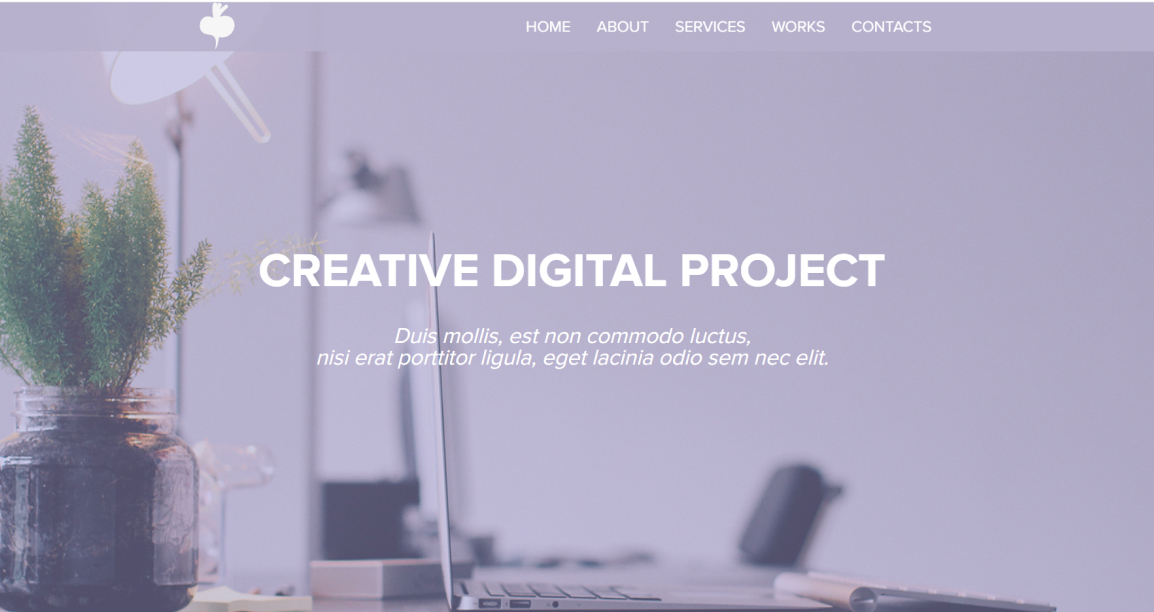 HOME ABOUT SERVICES WORKS CONTACTS
CREATIVE DIGITAL PROJECT
Duis mollis, est non commodo luctus,
nisi erat porttitor ligula, eget lacinia odio sem nec elit.